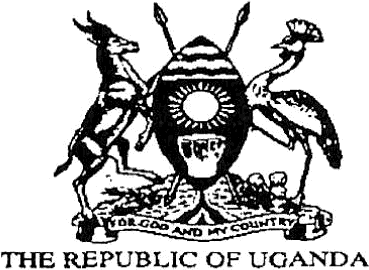 FOR GOD AND MY COUNTRY
THE REPUBLIC OF UGANDA